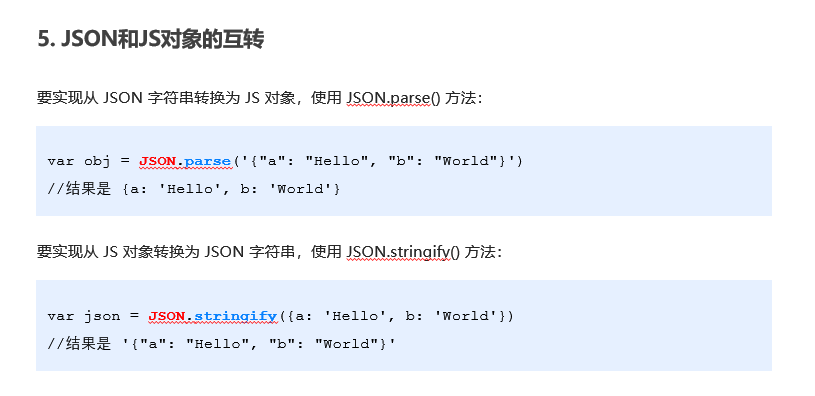 5. JSON和JS对象的互转
要实现从 JSON 字符串转换为 JS 对象，使用 JSON.parse() 方法：
var obj = JSON.parse('{"a": "Hello", "b": "World"}')
//结果是 {a: 'Hello', b: 'World'}
要实现从 JS 对象转换为 JSON 字符串，使用 JSON.stringify() 方法：
var json = JSON.stringify({a: 'Hello', b: 'World'})
//结果是 '{"a": "Hello", "b": "World"}'